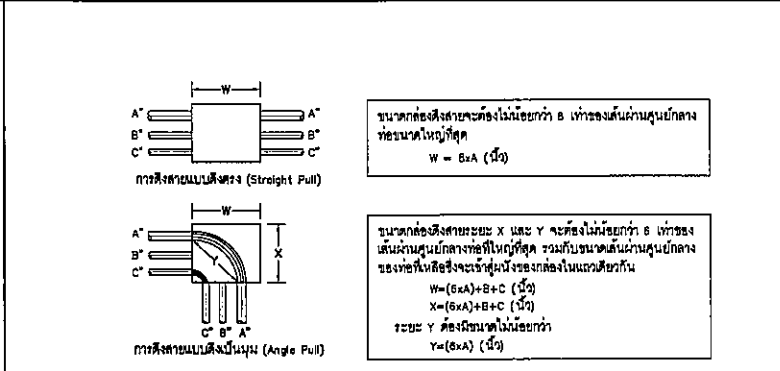 W
A" A"
B" B"
C" C"
การดึงสายแบบดึงตรง (Straight Pull)
ขนาดกล่องดึงสายจะต้องไม่น้อยกว่า 8 เท่าของเส้นผ่านศูนย์กลาง
ท่อขนาดใหญ่ที่สุด
W = 6xA (นิ้ว)
W
A"
B"
C"
Y
X
C" B" A"
การดึงสายแบบดึงเป็นมุม (Angle Pull)
ขนาดกล่องดึงสายระยะ X และ Y จะต้องไม่น้อยกว่า 6 เท่าของ
เส้นผ่านศูนย์กลางท่อที่ใหญ่ที่สุด รวมกับขนาดเส้นผ่านศูนย์กลาง
ของท่อที่เหลือซึ่งจะเข้าสู่ผนังของกล่องในแถวเดียวกัน
W=(6xA)+B+C (นิ้ว)
X=(6xA)+B+C (นิ้ว)
ระยะ Y ต้องมีขนาดไม่น้อยกว่า
Y=(6xA) (นิ้ว)